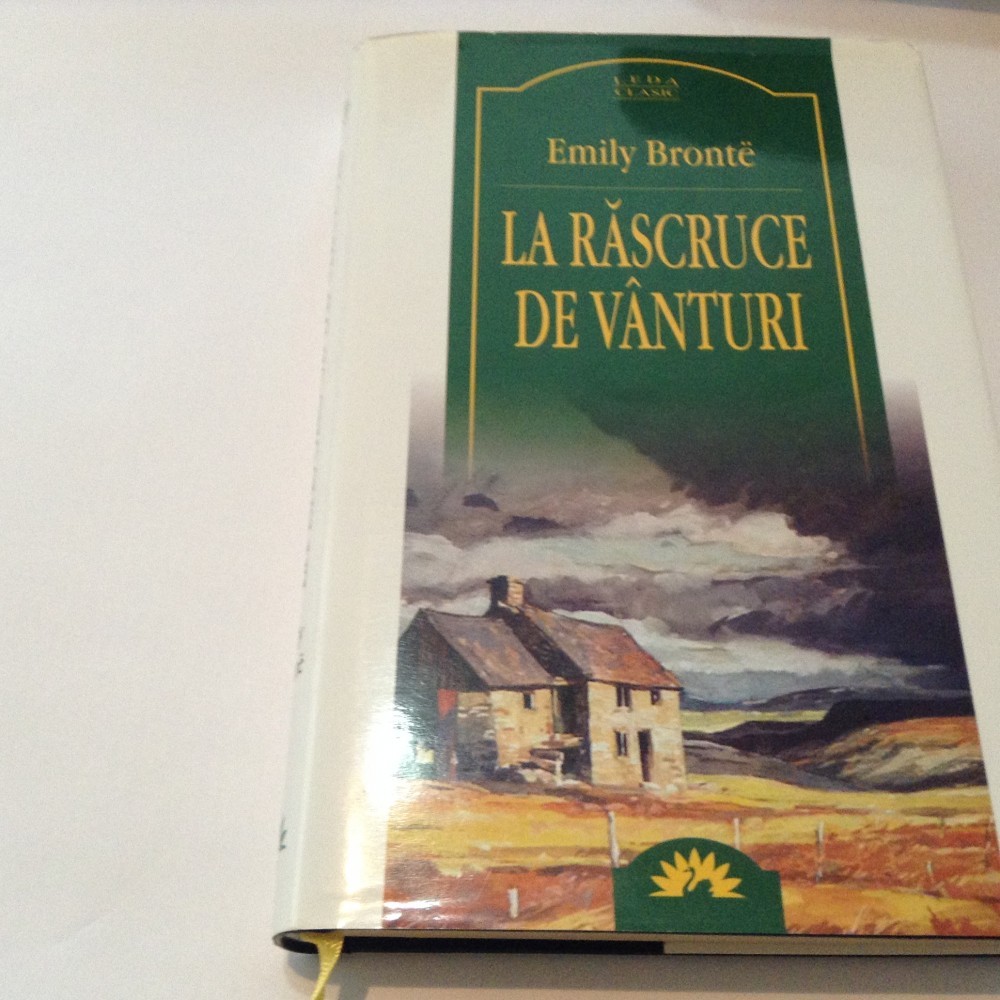 LEDA
CLASIC
Emily Brontë
LA RĂSCRUCE
DE VÂNTURI